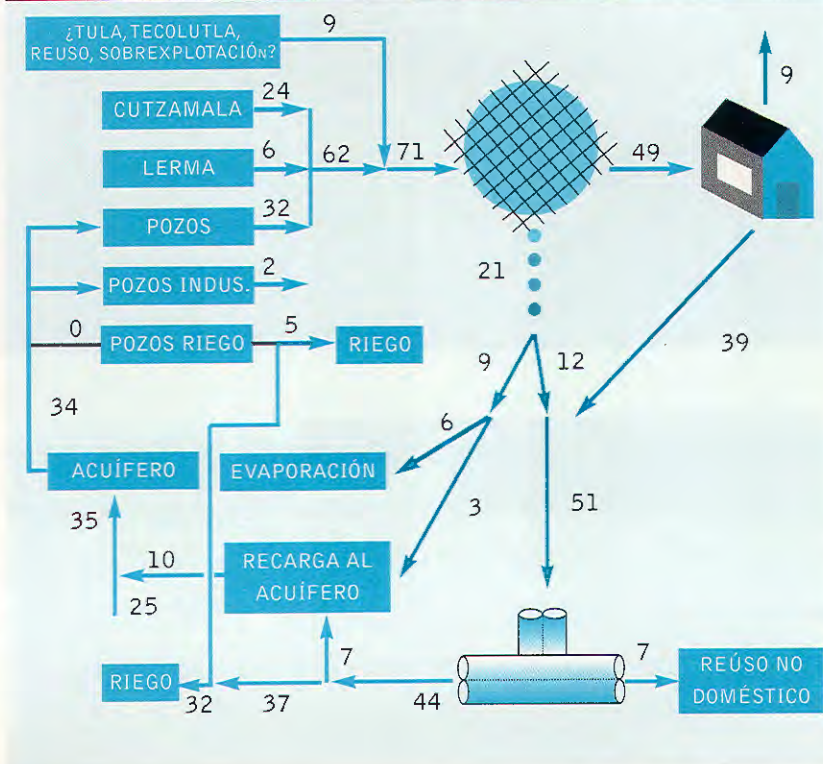 ¿TULA, TECOLUTLA,
REUSO, SOBREXPLOTACIÓN?
9
CUTZAMALA
24
LERMA
6
62
71
49
9
POZOS
32
POZOS INDUS.
2
21
0
POZOS RIEGO
5
RIEGO
9
12
39
34
6
ACUÍFERO
EVAPORACIÓN
3
51
35
10
RECARGA AL
ACUÍFERO
25
7
7
RIEGO
32
37
44
REÚSO NO
DOMÉSTICO